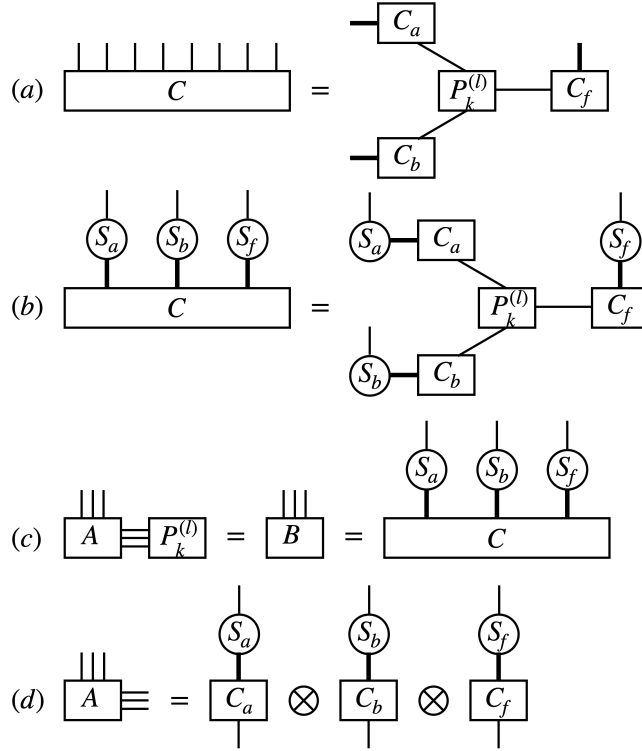 C_a
(a) C = P_k^{(l)} C_f
C_b
S_a S_b S_f S_a C_a S_f
(b) C = P_k^{(l)} C_f
S_b C_b
S_a S_b S_f
(c) A P_k^{(l)} = B = C
S_a S_b S_f
(d) A = C_a ⊗ C_b ⊗ C_f